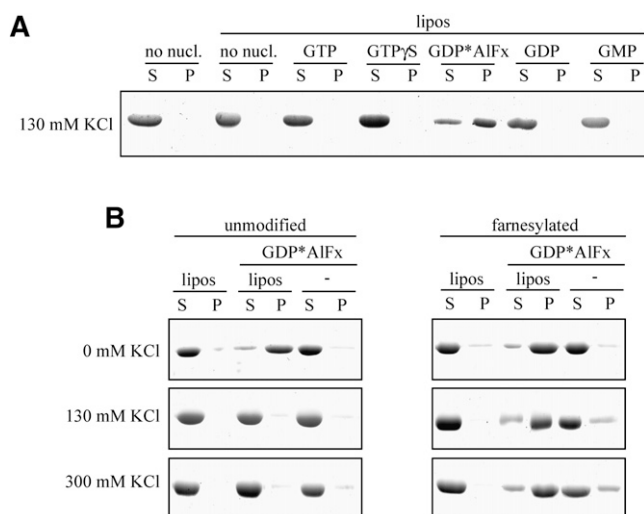 A
lipos
no nucl. no nucl. GTP GTPγS GDP*AlFx GDP GMP
S P S P S P S P S P S P S P
130 mM KCl
B
unmodified farnesylated
GDP*AlFx GDP*AlFx
lipos lipos - lipos lipos -
S P S P S P S P S P S P
0 mM KCl
130 mM KCl
300 mM KCl